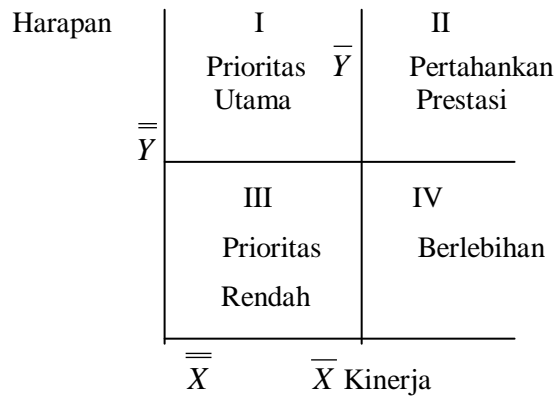 Harapan I II
Prioritas Y̅ Pertahankan
Utama Prestasi
Y̿
III IV
Prioritas Berlebihan
Rendah
X̿ X̅ Kinerja